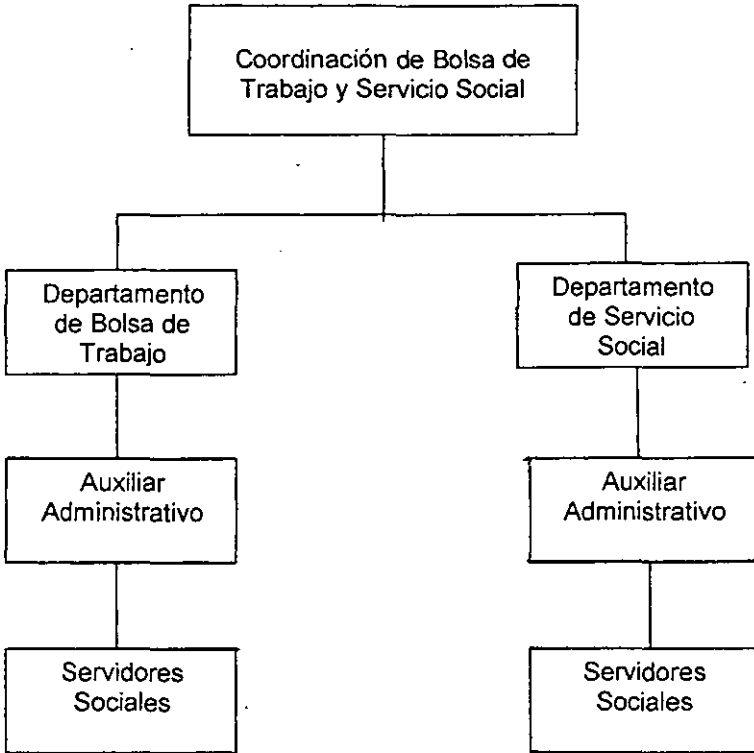 Coordinación de Bolsa de
Trabajo y Servicio Social
Departamento
de Bolsa de
Trabajo
Departamento
de Servicio
Social
Auxiliar
Administrativo
Auxiliar
Administrativo
Servidores
Sociales
Servidores
Sociales